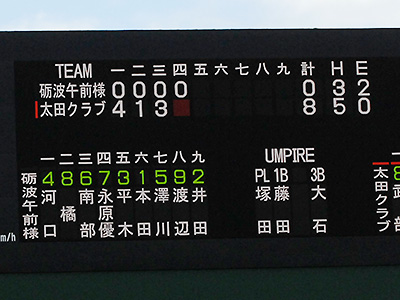 TEAM 一 二 三 四 五 六 七 八 九 計 H E
砺波午前様 0 0 0 0 0 3 2
太田クラブ 4 1 3 8 5 0
一 二 三 四 五 六 七 八 九 UMPIRE
砺波午前様 4 8 6 7 3 1 5 9 2 PL 1B 3B 太田クラブ 8
河口 橘 南部 永原優 平木 本田 澤川 渡辺 井田 塚田 藤田 大石
m/h